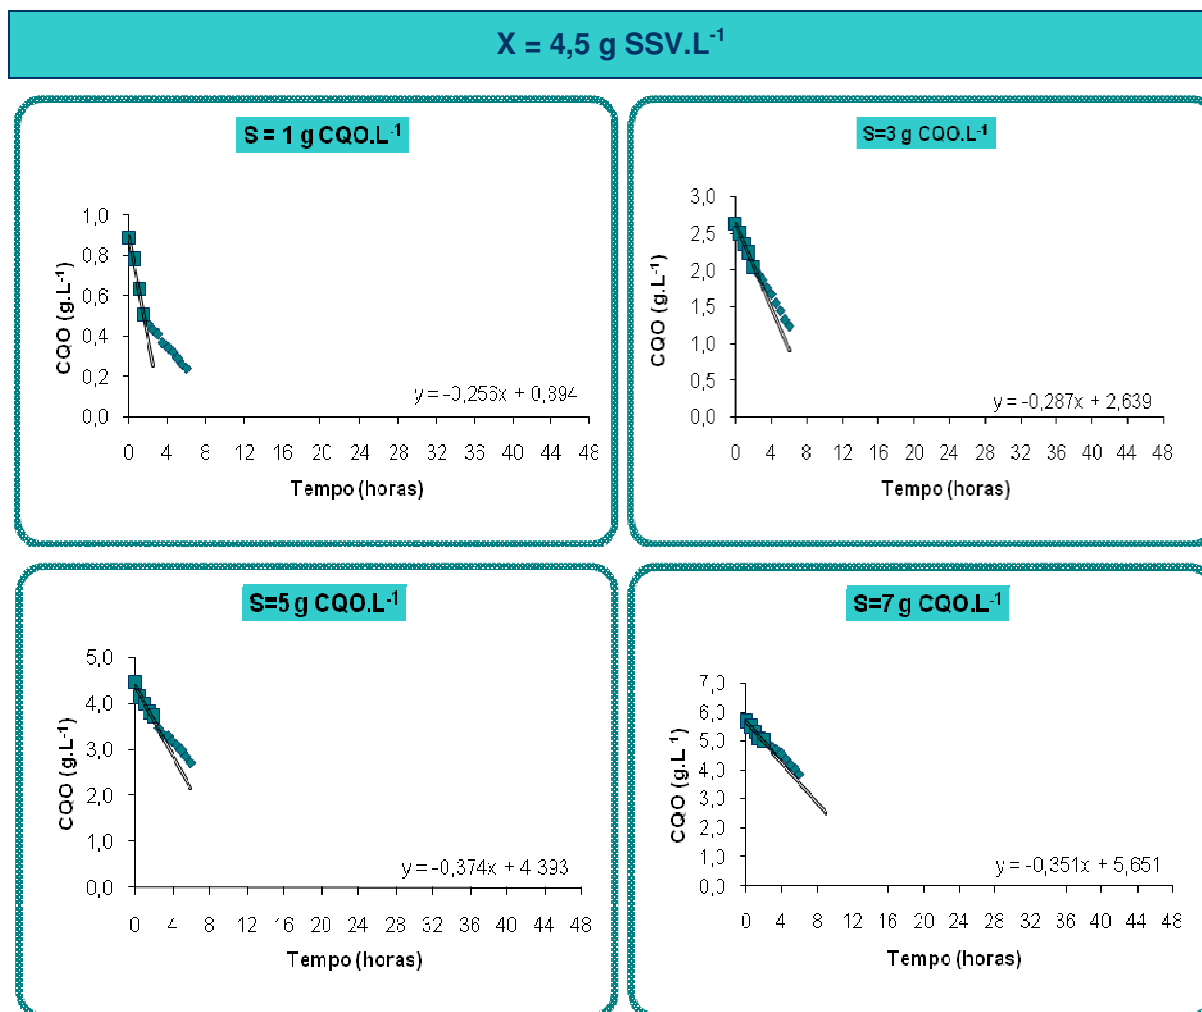 X = 4,5 g SSV.L-1
S = 1 g CQO.L-1
CQO (g.L-1)
1,0
0,8
0,6
0,4
0,2
0,0
y = -0,256x + 0,894
0 4 8 12 16 20 24 28 32 36 40 44 48
Tempo (horas)
S=3 g CQO.L-1
CQO (g.L-1)
3,0
2,5
2,0
1,5
1,0
0,5
0,0
y = -0,287x + 2,639
0 4 8 12 16 20 24 28 32 36 40 44 48
Tempo (horas)
S=5 g CQO.L-1
CQO (g.L-1)
5,0
4,0
3,0
2,0
1,0
0,0
y = -0,374x + 4 393
0 4 8 12 16 20 24 28 32 36 40 44 48
Tempo (horas)
S=7 g CQO.L-1
CQO (g.L-1)
7,0
6,0
5,0
4,0
3,0
2,0
1,0
0,0
y = -0,351x + 5,651
0 4 8 12 16 20 24 28 32 36 40 44 48
Tempo (horas)